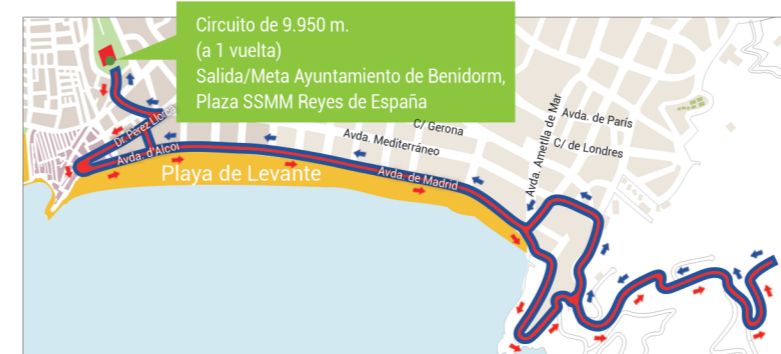 Circuito de 9.950 m.
(a 1 vuelta)
Salida/Meta Ayuntamiento de Benidorm,
Plaza SSMM Reyes de España
Dr. Pérez Llorca
Avda. d'Alcoi
Playa de Levante
C/ Gerona
Avda. Mediterráneo
Avda. de Madrid
Avda. Ametlla de Mar
Avda. de París
C/ de Londres